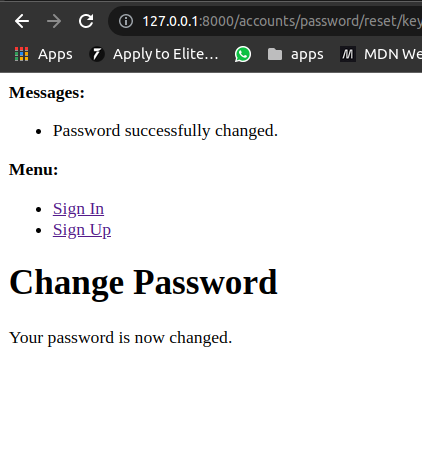 127.0.0.1:8000/accounts/password/reset/key
apps Apply to Elite… apps MDN We
Messages:
• Password successfully changed.
Menu:
• Sign In
• Sign Up
Change Password
Your password is now changed.